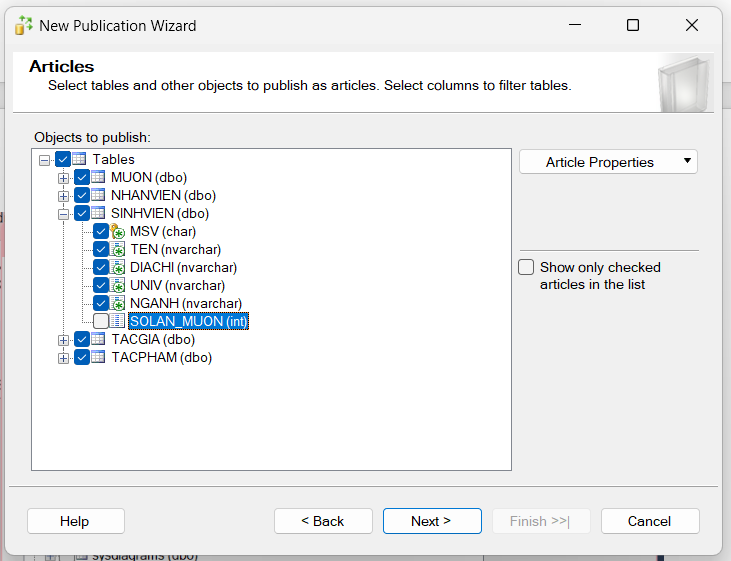 New Publication Wizard
Articles
Select tables and other objects to publish as articles. Select columns to filter tables.
Objects to publish:
Tables
MUON (dbo)
NHANVIEN (dbo)
SINHVIEN (dbo)
MSV (char)
TEN (nvarchar)
DIACHI (nvarchar)
UNIV (nvarchar)
NGANH (nvarchar)
SOLAN_MUON (int)
TACGIA (dbo)
TACPHAM (dbo)
Article Properties
Show only checked
articles in the list
Help
< Back
Next >
Finish >>|
Cancel
sysdiagrams (dbo)